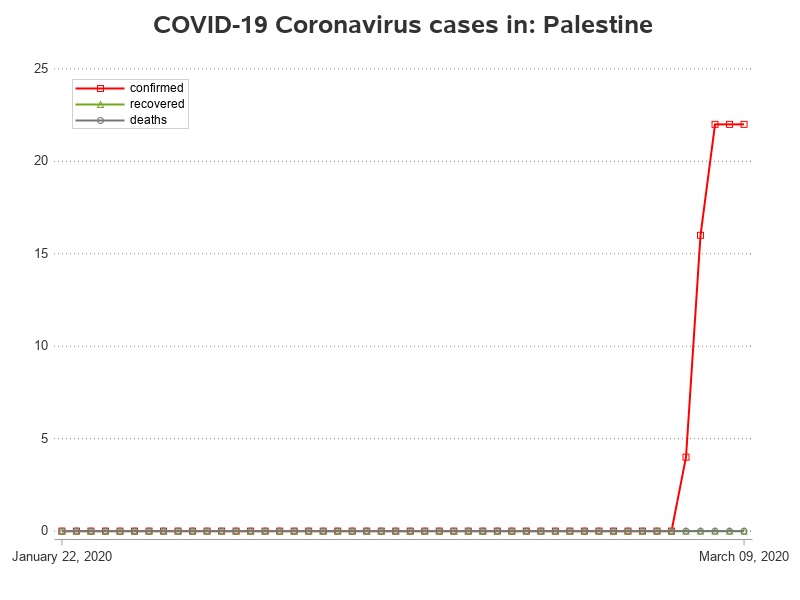 COVID-19 Coronavirus cases in: Palestine
25
confirmed
recovered
deaths
20
15
10
5
0
January 22, 2020
March 09, 2020